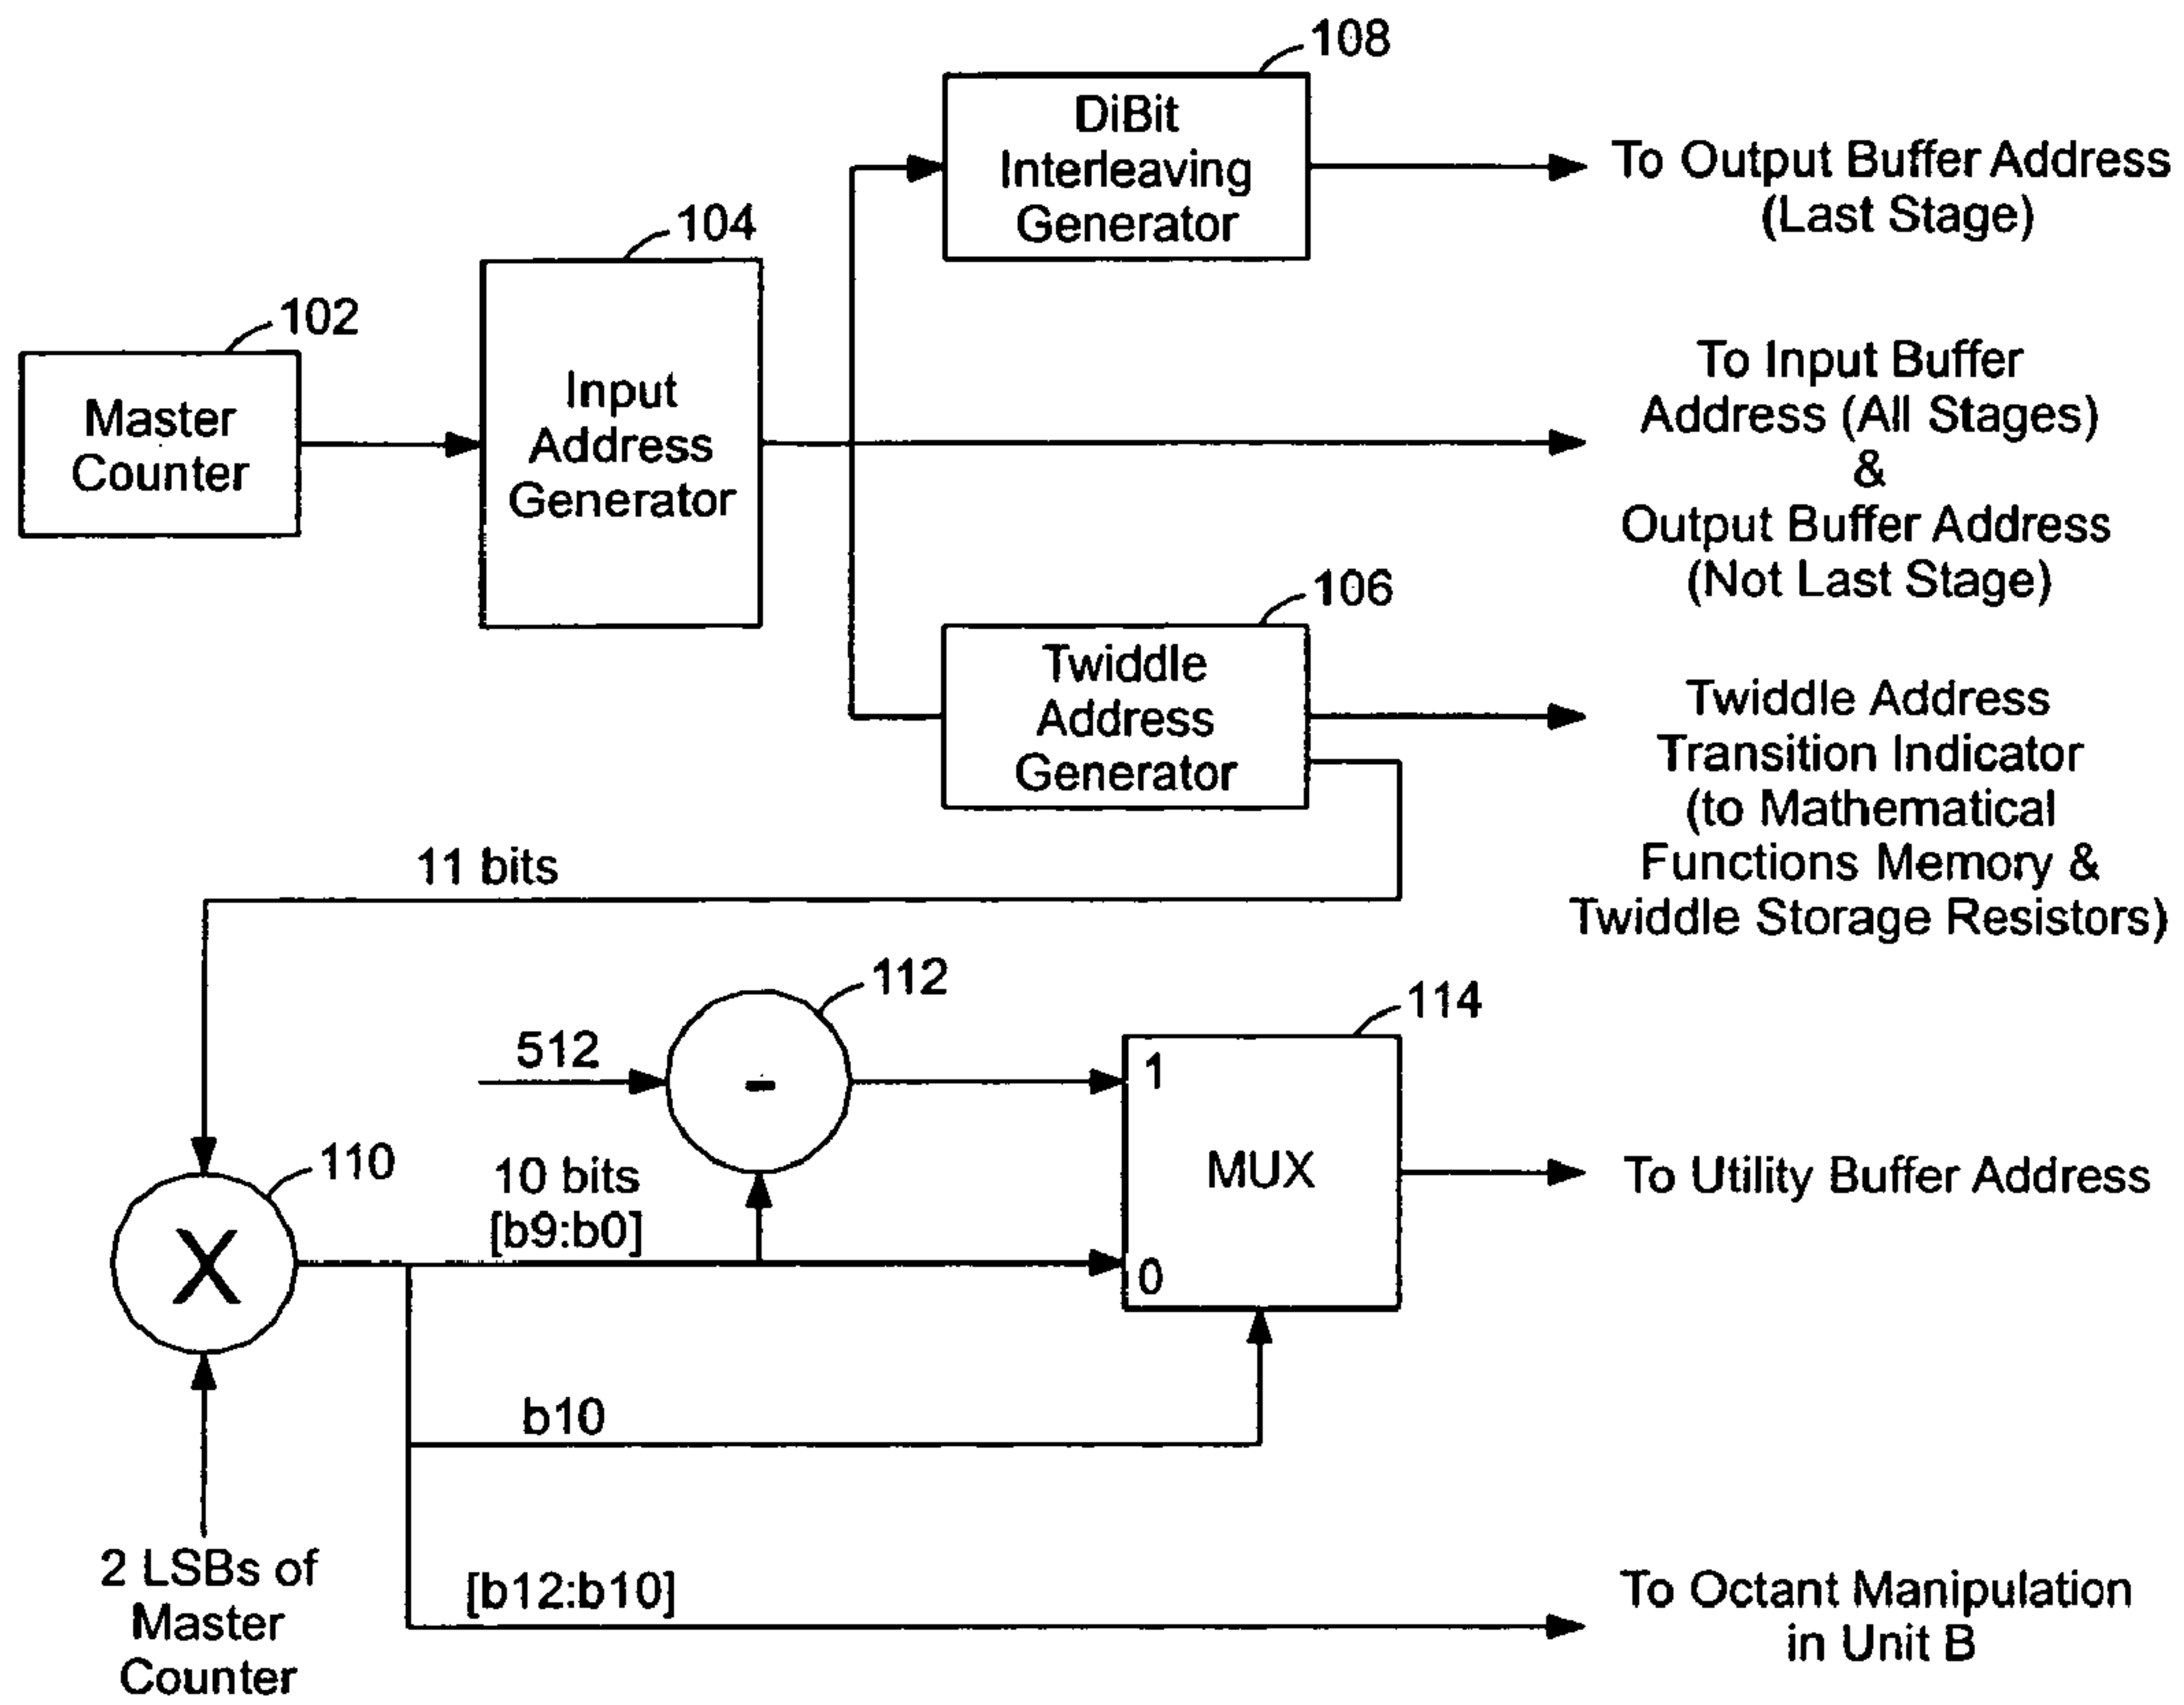 108
DiBit
Interleaving
Generator
To Output Buffer Address
(Last Stage)
104
Input
Address
Generator
102
Master
Counter
To Input Buffer
Address (All Stages)
&
Output Buffer Address
(Not Last Stage)
106
Twiddle
Address
Generator
Twiddle Address
Transition Indicator
(to Mathematical
Functions Memory &
Twiddle Storage Resistors)
11 bits
112
512
-
114
1
MUX
0
To Utility Buffer Address
110
X
10 bits
[b9:b0]
b10
2 LSBs of
Master
Counter
[b12:b10]
To Octant Manipulation
in Unit B